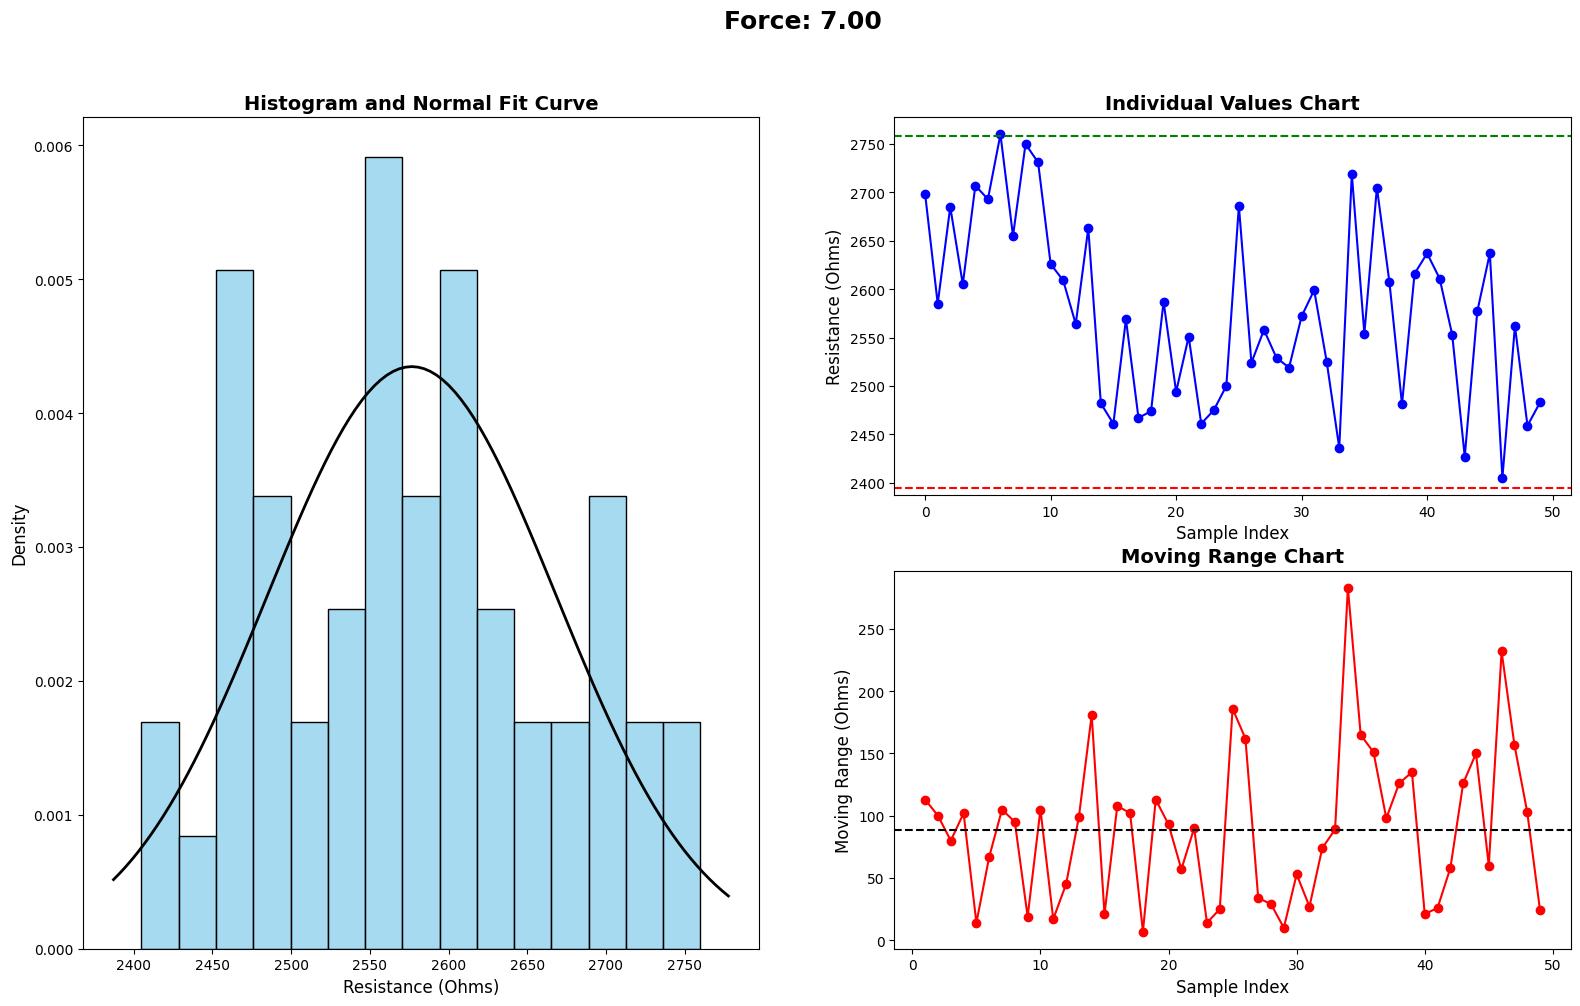 Force: 7.00
Histogram and Normal Fit Curve
Density
0.006
0.005
0.004
0.003
0.002
0.001
0.000
2400 2450 2500 2550 2600 2650 2700 2750
Resistance (Ohms)
Individual Values Chart
Resistance (Ohms)
2750
2700
2650
2600
2550
2500
2450
2400
0 10 20 30 40 50
Sample Index
Moving Range Chart
Moving Range (Ohms)
250
200
150
100
50
0
0 10 20 30 40 50
Sample Index